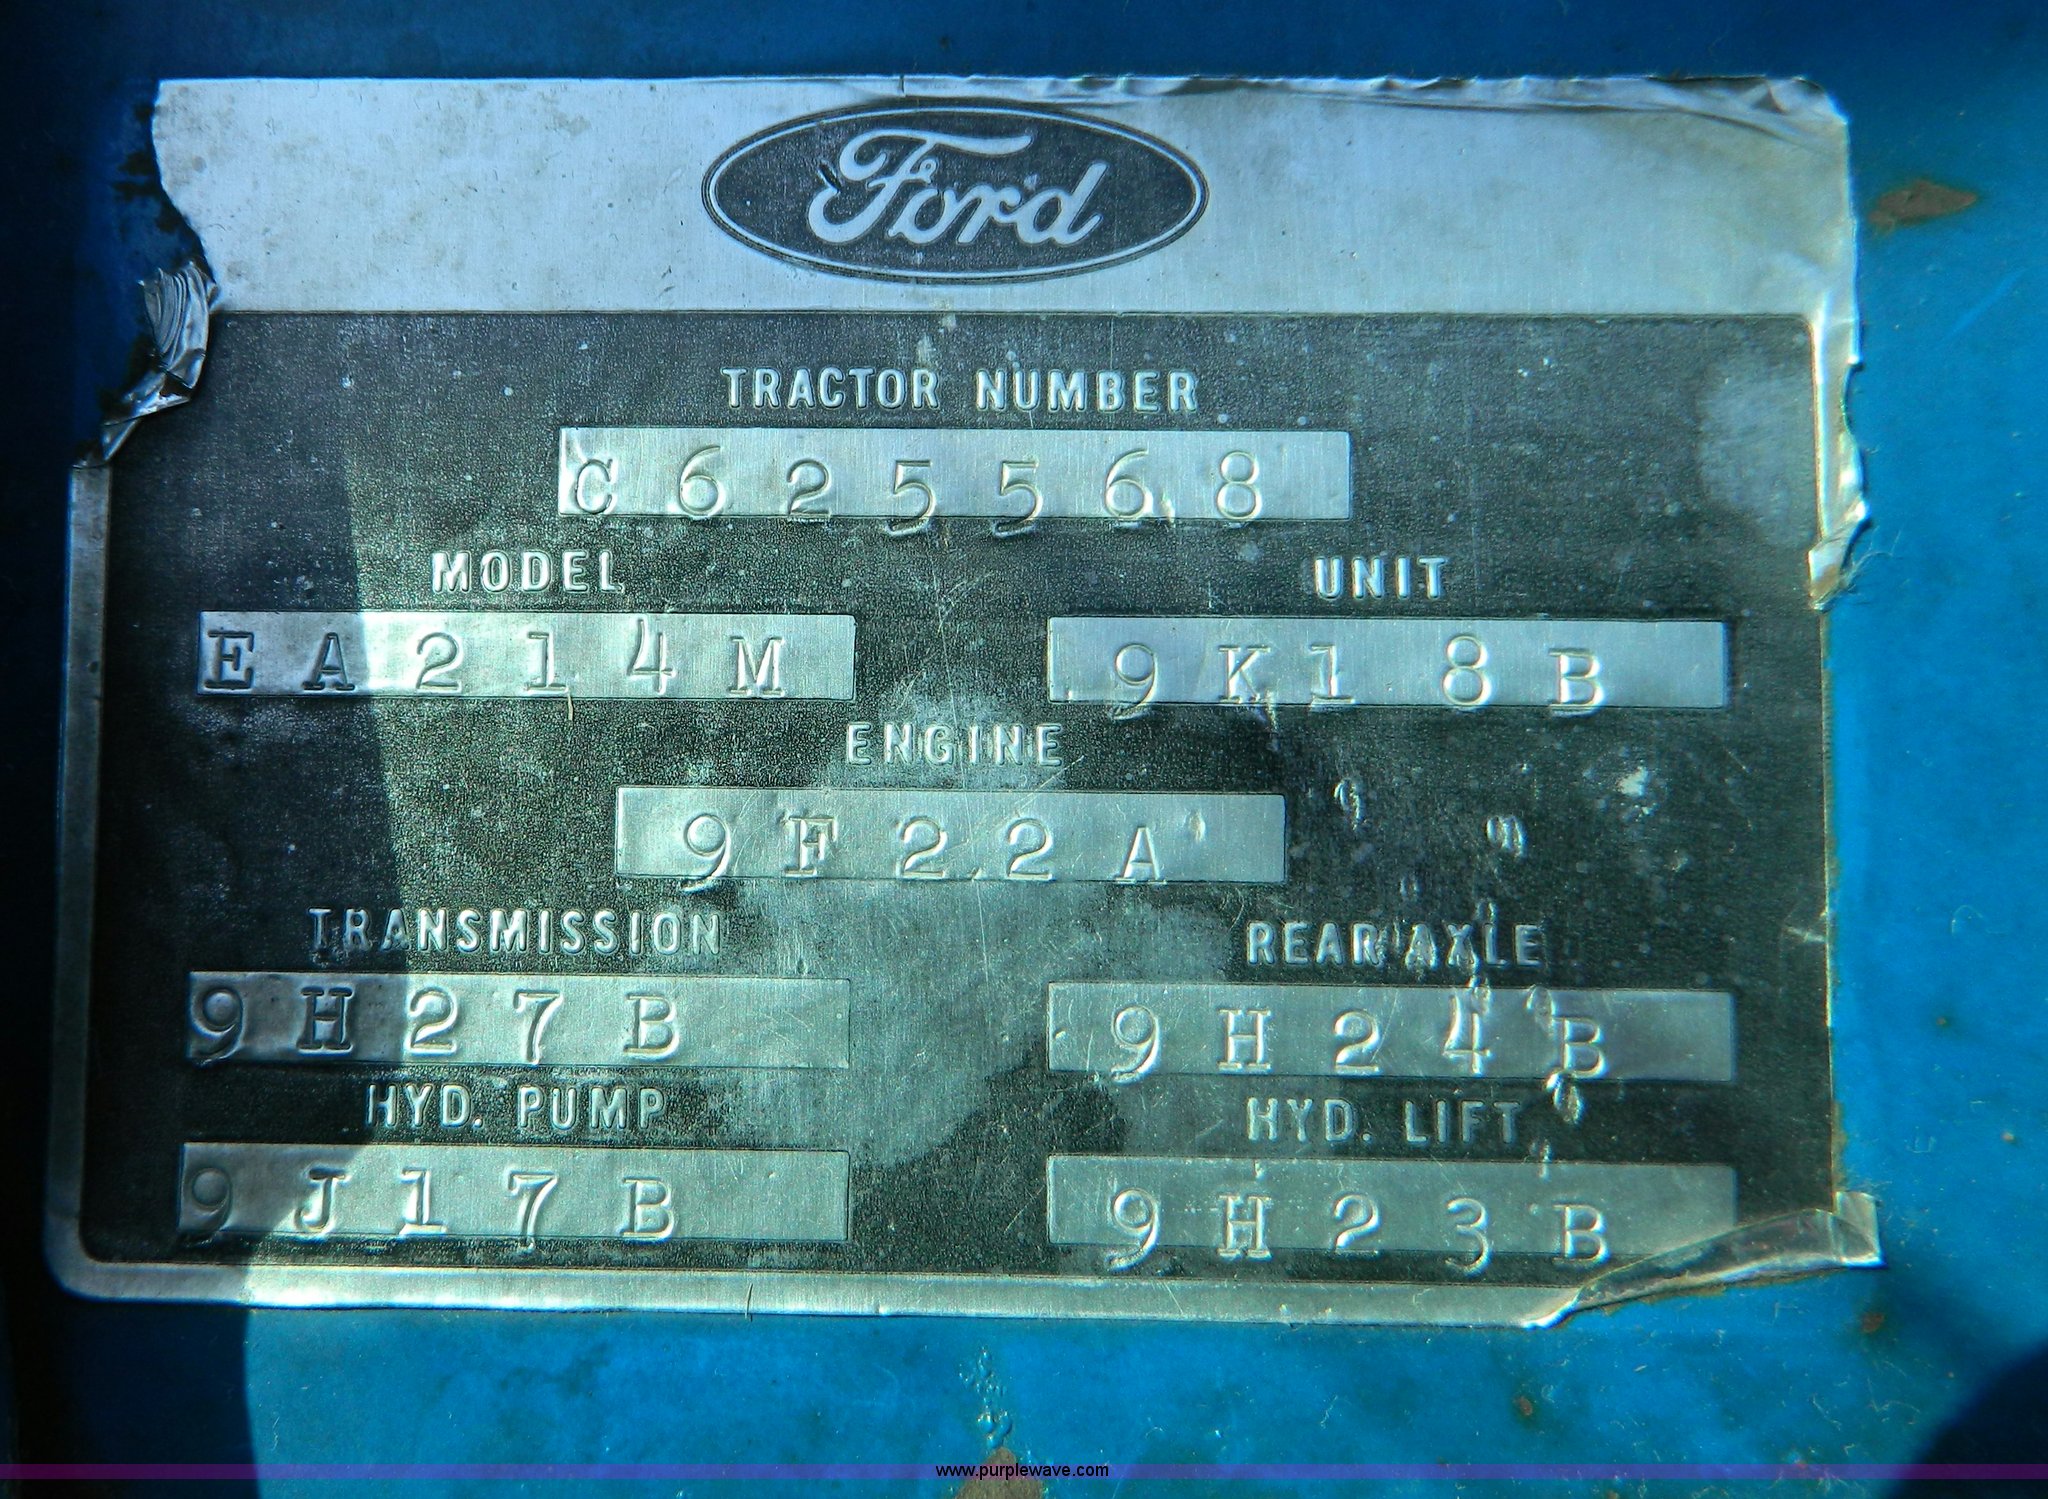 Ford
TRACTOR NUMBER
C625568
MODEL UNIT
EA214M 9K18B
ENGINE
9F22A
TRANSMISSION REAR AXLE
9H27B 9H24B
HYD. PUMP HYD. LIFT
9J17B 9H23B
www.purplewave.com